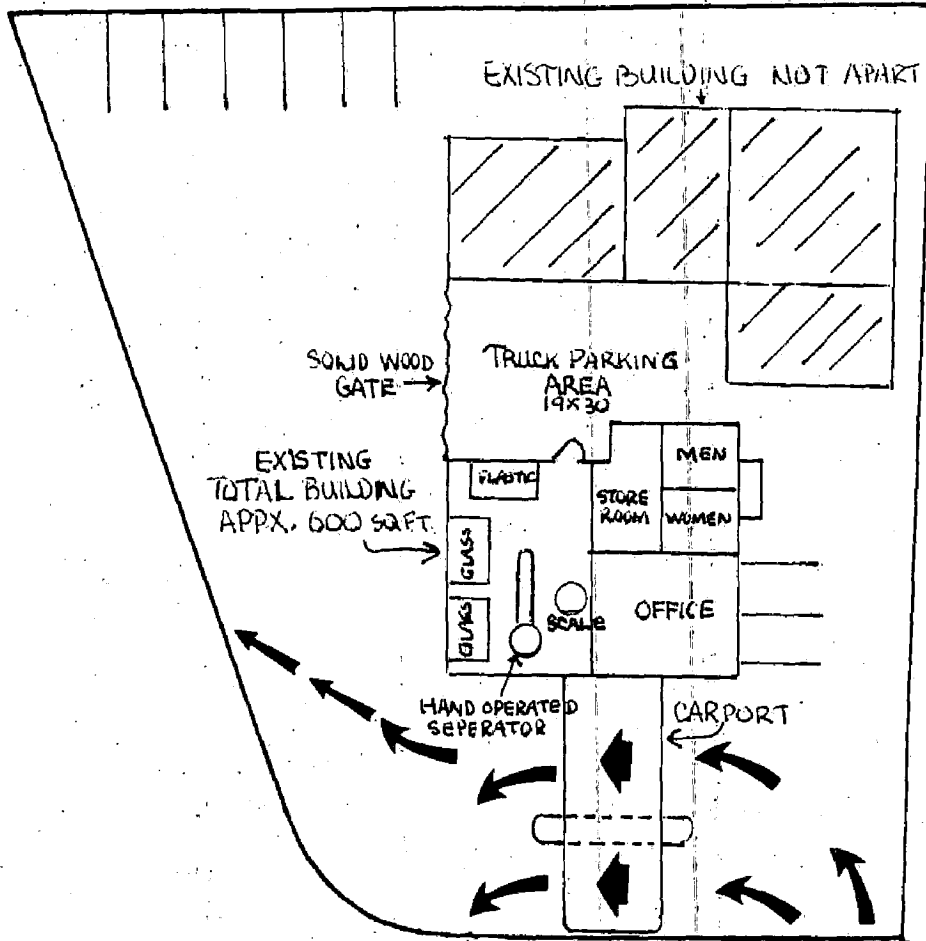 EXISTING BUILDING NOT APART
SOLID WOOD
GATE
TRUCK PARKING
AREA
19X30
EXISTING
TOTAL BUILDING
APPX. 600 SQ FT.
PLASTIC
STORE
ROOM
MEN
WOMEN
GLASS
GLASS
SCALE
OFFICE
HAND OPERATED
SEPERATOR
CARPORT